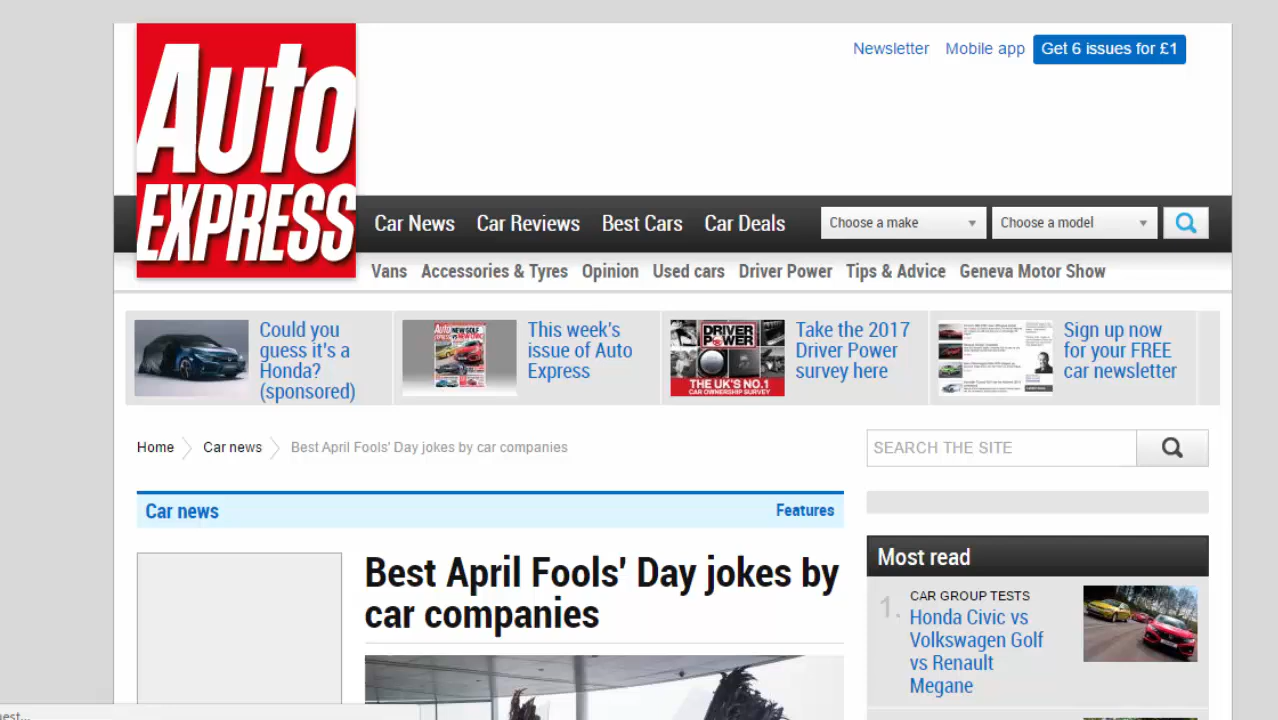 Auto
EXPRESS
Newsletter Mobile app Get 6 issues for £1
Car News Car Reviews Best Cars Car Deals Choose a make Choose a model
Vans Accessories & Tyres Opinion Used cars Driver Power Tips & Advice Geneva Motor Show
Could you
guess it's a
Honda?
(sponsored)
This week's
issue of Auto
Express
DRIVER
POWER
THE UK'S NO.1
CAR OWNERSHIP SURVEY
Take the 2017
Driver Power
survey here
Sign up now
for your FREE
car newsletter
Home Car news Best April Fools' Day jokes by car companies
SEARCH THE SITE
Car news Features
Best April Fools' Day jokes by
car companies
Most read
1. CAR GROUP TESTS
Honda Civic vs
Volkswagen Golf
vs Renault
Megane